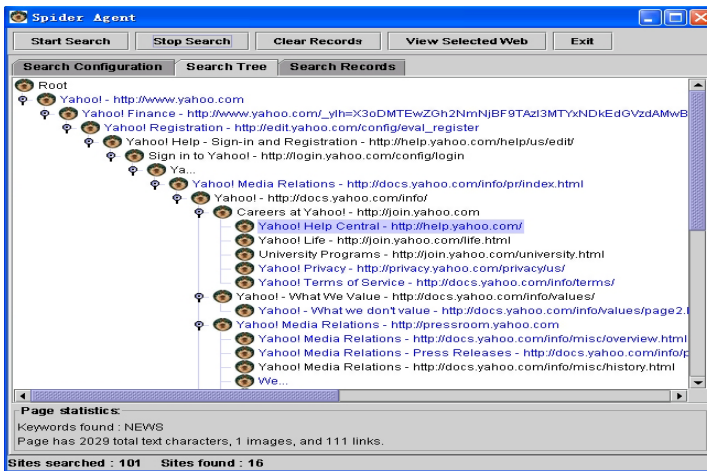 Spider Agent
Start Search Stop Search Clear Records View Selected Web Exit
Search Configuration Search Tree Search Records
Root
Yahoo! - http://www.yahoo.com
Yahoo! Finance - http://www.yahoo.com/_ylh=X3oDMTEwZGh2NmNjBF9TAzI3MTYxNDkEdGVzdAMwB
Yahoo! Registration - http://edit.yahoo.com/config/eval_register
Yahoo! Help - Sign-in and Registration - http://help.yahoo.com/help/us/edit/
Sign in to Yahoo! - http://login.yahoo.com/config/login
Ya...
Yahoo! Media Relations - http://docs.yahoo.com/info/pr/index.html
Yahoo! - http://docs.yahoo.com/info/
Careers at Yahoo! - http://join.yahoo.com
Yahoo! Help Central - http://help.yahoo.com/
Yahoo! Life - http://join.yahoo.com/life.html
University Programs - http://join.yahoo.com/university.html
Yahoo! Privacy - http://privacy.yahoo.com/privacy/us/
Yahoo! Terms of Service - http://docs.yahoo.com/info/terms/
Yahoo! - What We Value - http://docs.yahoo.com/info/values/
Yahoo! - What we don't value - http://docs.yahoo.com/info/values/page2.l
Yahoo! Media Relations - http://pressroom.yahoo.com
Yahoo! Media Relations - http://docs.yahoo.com/info/misc/overview.html
Yahoo! Media Relations - Press Releases - http://docs.yahoo.com/info/p
Yahoo! Media Relations - http://docs.yahoo.com/info/misc/history.html
We...
Page statistics:
Keywords found : NEWS
Page has 2029 total text characters, 1 images, and 111 links.
Sites searched : 101 Sites found : 16